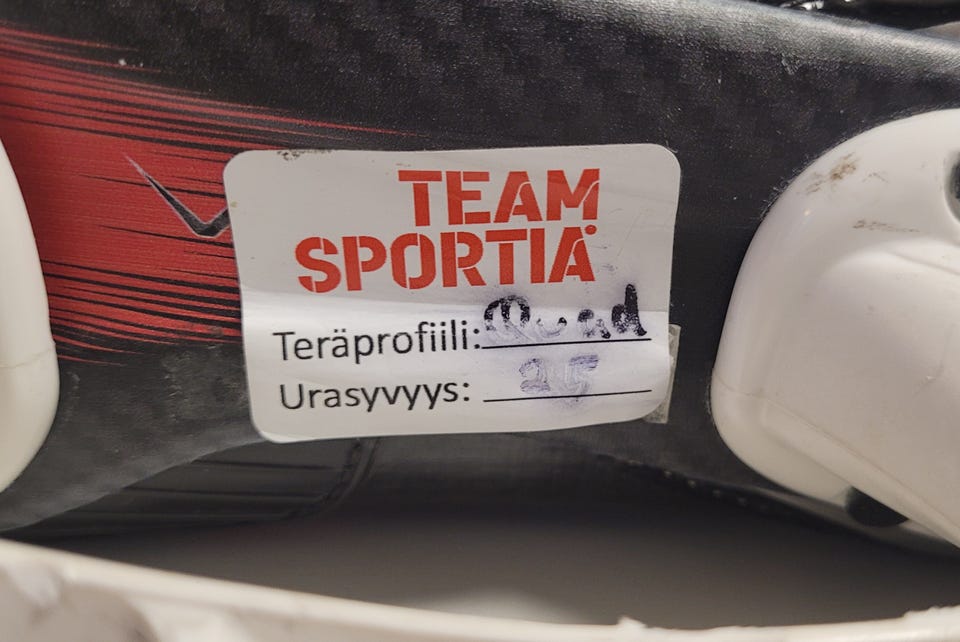 TEAM
SPORTIA
Teräprofiili: Quad
Urasyvyys: 25